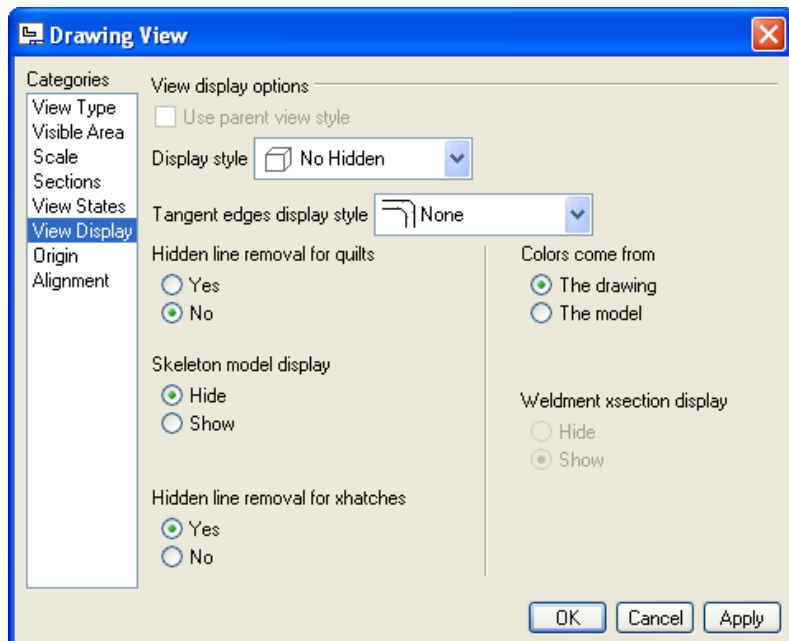 Drawing View
Categories
View Type
Visible Area
Scale
Sections
View States
View Display
Origin
Alignment
View display options
Use parent view style
Display style No Hidden
Tangent edges display style None
Hidden line removal for quilts
Yes
No
Colors come from
The drawing
The model
Skeleton model display
Hide
Show
Weldment xsection display
Hide
Show
Hidden line removal for xhatches
Yes
No
OK Cancel Apply